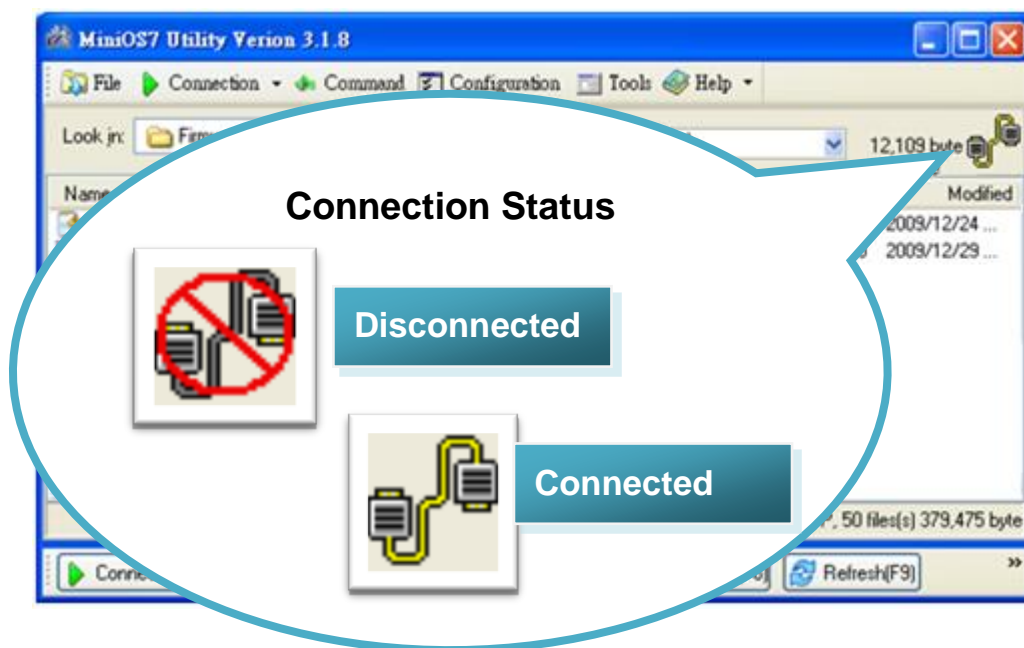 MiniOS7 Utility Verion 3.1.8
File Connection Command Configuration Tools Help
Look in: 12,109 byte
Name Modified
Connection Status
2009/12/24 ...
2009/12/29 ...
Disconnected
Connected
50 files(s) 379,475 byte
Refresh(F9) »